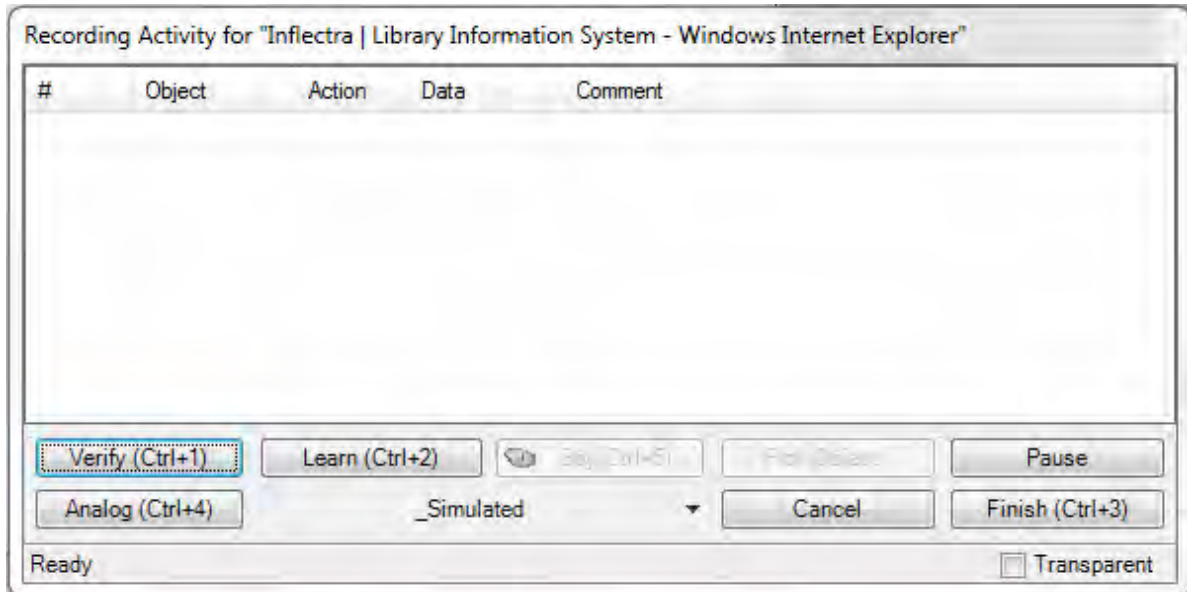 Recording Activity for "Inflectra | Library Information System - Windows Internet Explorer"
# Object Action Data Comment
Verify (Ctrl+1) Learn (Ctrl+2) Pause
Analog (Ctrl+4) _Simulated Cancel Finish (Ctrl+3)
Ready Transparent